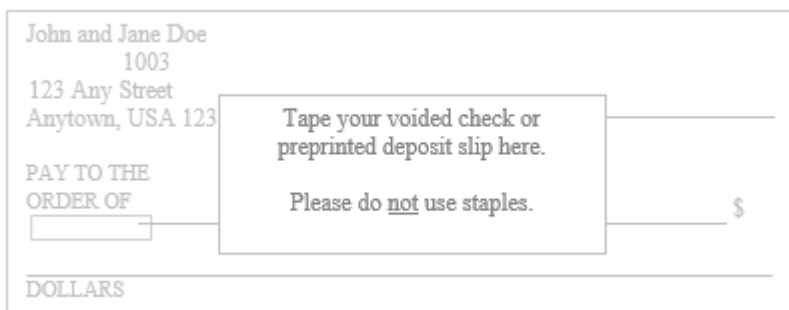 John and Jane Doe
1003
123 Any Street
Anytown, USA 123
Tape your voided check or
preprinted deposit slip here.
Please do not use staples.
PAY TO THE
ORDER OF
$
DOLLARS